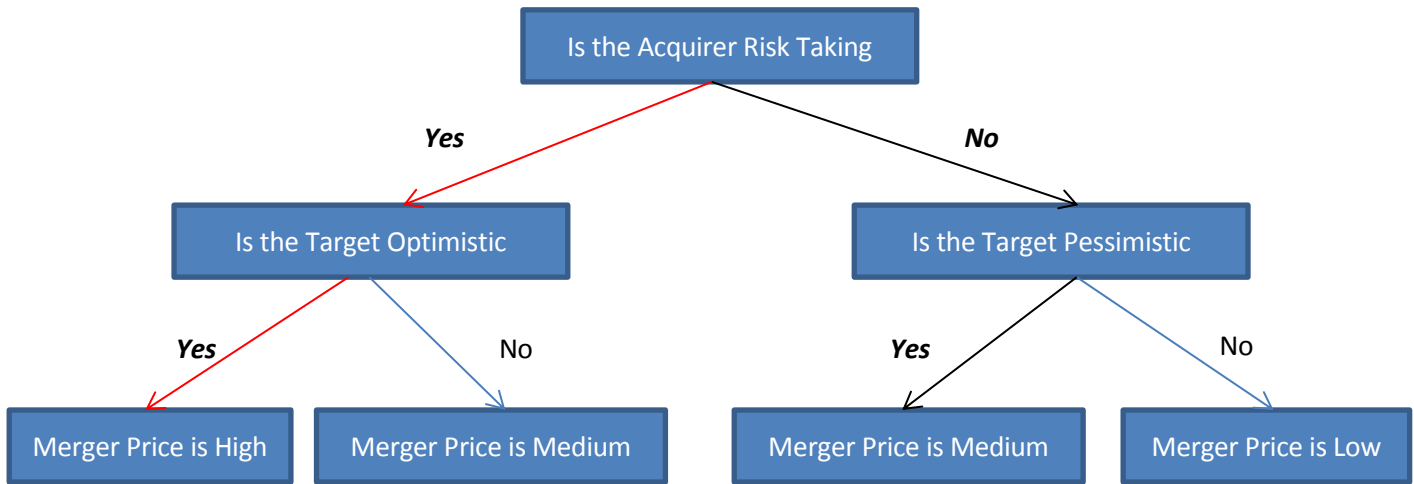 Is the Acquirer Risk Taking
Yes
No
Is the Target Optimistic
Is the Target Pessimistic
Yes
No
Yes
No
Merger Price is High
Merger Price is Medium
Merger Price is Medium
Merger Price is Low